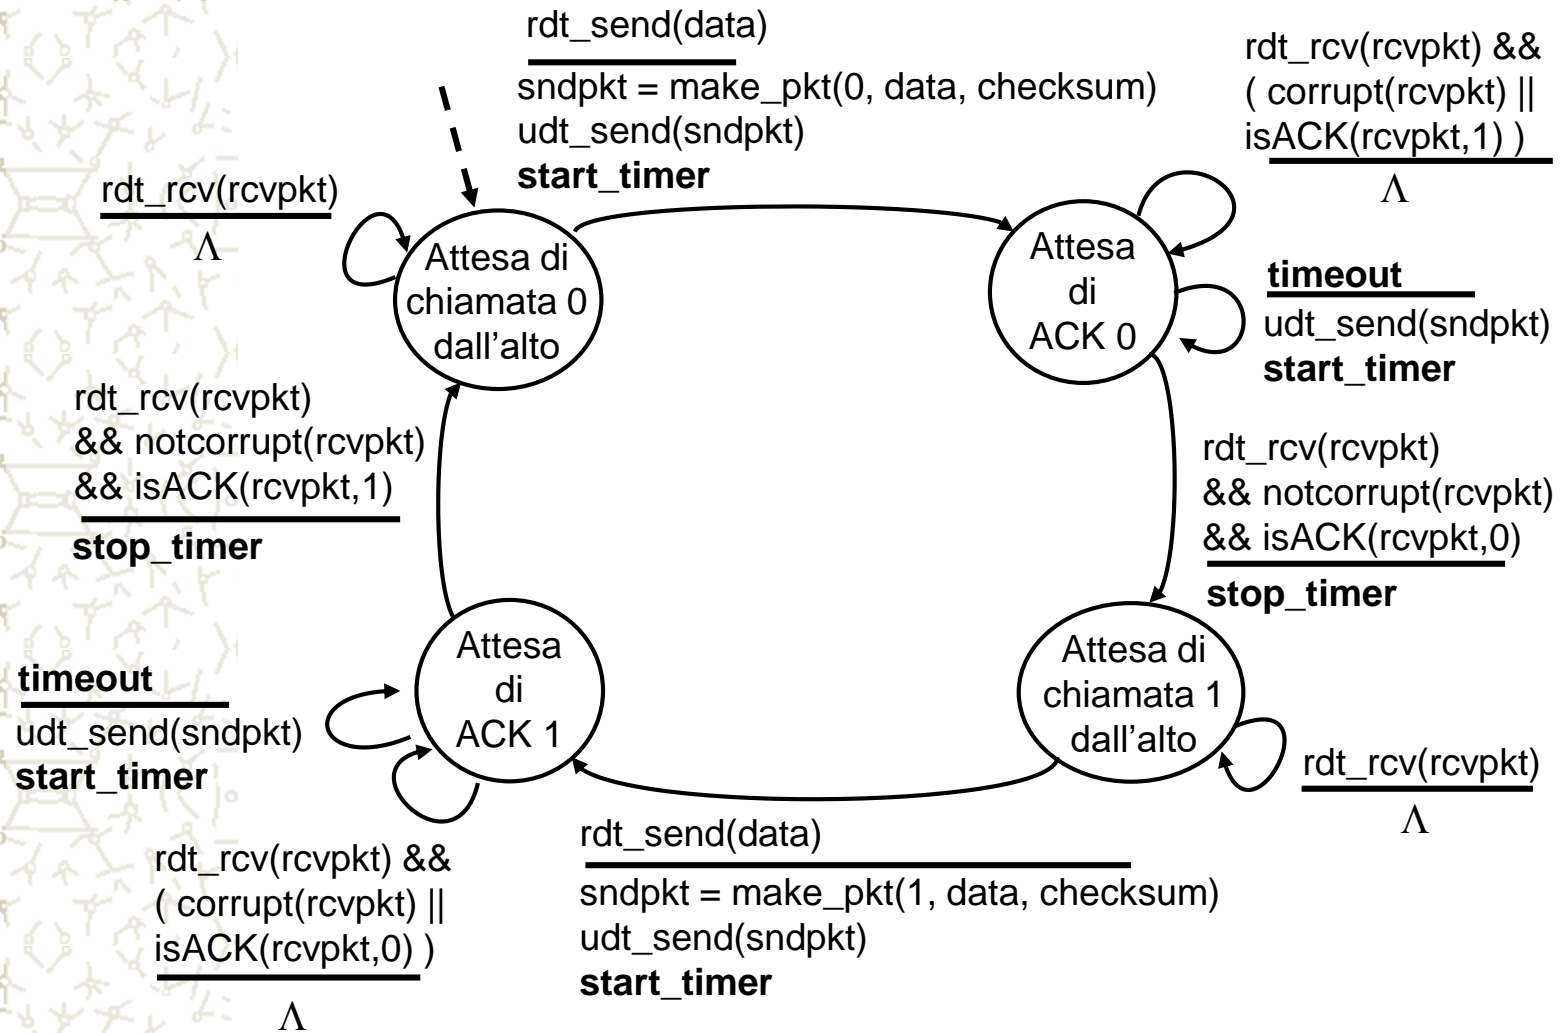 rdt_send(data)
sndpkt = make_pkt(0, data, checksum)
udt_send(sndpkt)
start_timer
rdt_rcv(rcvpkt) &&
( corrupt(rcvpkt) ||
isACK(rcvpkt,1) )
Λ
rdt_rcv(rcvpkt)
Λ
Attesa di
chiamata 0
dall'alto
Attesa
di
ACK 0
timeout
udt_send(sndpkt)
start_timer
rdt_rcv(rcvpkt)
&& notcorrupt(rcvpkt)
&& isACK(rcvpkt,1)
stop_timer
rdt_rcv(rcvpkt)
&& notcorrupt(rcvpkt)
&& isACK(rcvpkt,0)
stop_timer
Attesa
di
ACK 1
Attesa di
chiamata 1
dall'alto
timeout
udt_send(sndpkt)
start_timer
rdt_rcv(rcvpkt)
Λ
rdt_rcv(rcvpkt) &&
( corrupt(rcvpkt) ||
isACK(rcvpkt,0) )
Λ
rdt_send(data)
sndpkt = make_pkt(1, data, checksum)
udt_send(sndpkt)
start_timer